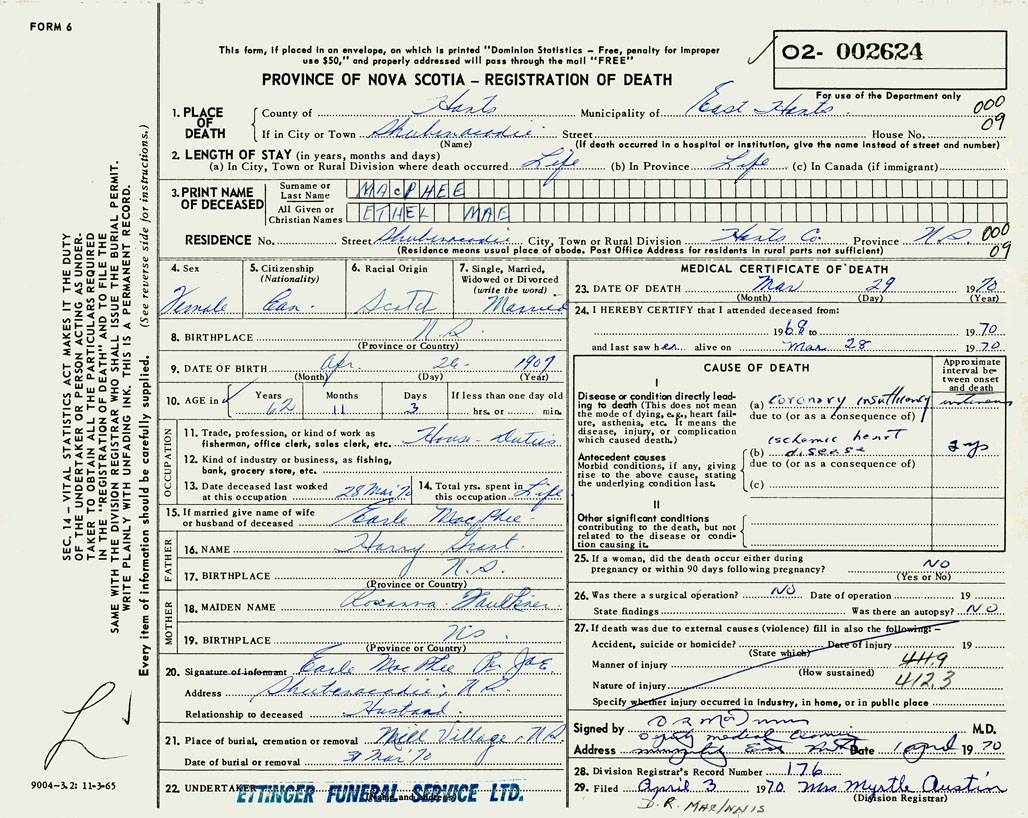 FORM 6
This form, if placed in an envelope, on which is printed "Dominion Statistics – Free, penalty for improper
use $50," and properly addressed will pass through the mail "FREE"
PROVINCE OF NOVA SCOTIA – REGISTRATION OF DEATH
02- 002624
For use of the Department only
000
09
1. PLACE OF DEATH
County of Hants Municipality of East Hants
If in City or Town Shubenacadie Street House No.
(Name) (If death occurred in a hospital or institution, give the name instead of street and number)
2. LENGTH OF STAY (in years, months and days)
(a) In City, Town or Rural Division where death occurred Life (b) In Province Life (c) In Canada (if immigrant)
3. PRINT NAME OF DECEASED
Surname or Last Name MACPHEE
All Given or Christian Names ETHEL MAE
RESIDENCE No. Street Shubenacadie City, Town or Rural Division Hants Co. Province N.S. 000
09
(Residence means usual place of abode. Post Office Address for residents in rural parts not sufficient)
4. Sex
Female
5. Citizenship
(Nationality)
Can.
6. Racial Origin
Scotch
7. Single, Married,
Widowed or Divorced
(write the word)
Married
8. BIRTHPLACE N.S.
(Province or Country)
9. DATE OF BIRTH Apr. 26 1907
(Month) (Day) (Year)
10. AGE in
Years Months Days If less than one day old
62 11 3 hrs. or min.
OCCUPATION
11. Trade, profession, or kind of work as
fisherman, office clerk, sales clerk, etc. House-Duties
12. Kind of industry or business, as fishing,
bank, grocery store, etc.
13. Date deceased last worked
at this occupation 28 Mar 70
14. Total yrs. spent in
this occupation Life
15. If married give name of wife
or husband of deceased Earle MacPhee
FATHER
16. NAME Harry Grant
17. BIRTHPLACE N.S.
(Province or Country)
MOTHER
18. MAIDEN NAME Roxanna Faulkner
19. BIRTHPLACE NS
(Province or Country)
20. Signature of informant Earle MacPhee Per JaE
Address Shubenacadie, N.S.
Relationship to deceased Husband.
21. Place of burial, cremation or removal Mill Village, NS
Date of burial or removal 31 Mar 70
22. UNDERTAKER ETTINGER FUNERAL SERVICE LTD.
(Name and Address)
MEDICAL CERTIFICATE OF DEATH
23. DATE OF DEATH Mar 29 1970
(Month) (Day) (Year)
24. I HEREBY CERTIFY that I attended deceased from:
1968 to 1970
and last saw her alive on Mar 28 1970
CAUSE OF DEATH
Approximate
interval be-
tween onset
and death
I
Disease or condition directly lead-
ing to death (This does not mean
the mode of dying, e.g., heart fail-
ure, asthenia, etc. It means the
disease, injury, or complication
which caused death.)
(a) coronary insufficiency
due to (or as a consequence of)
Antecedent causes
Morbid conditions, if any, giving
rise to the above cause, stating
the underlying condition last.
ischemic heart
(b) disease
due to (or as a consequence of)
(c)
II
Other significant conditions
contributing to the death, but not
related to the disease or condi-
tion causing it.
25. If a woman, did the death occur either during
pregnancy or within 90 days following pregnancy? NO
(Yes or No)
26. Was there a surgical operation? NO Date of operation 19
State findings Was there an autopsy? NO
27. If death was due to external causes (violence) fill in also the following:–
Accident, suicide or homicide? Date of injury 19
(State which)
Manner of injury 449
(How sustained)
Nature of injury 412.3
Specify whether injury occurred in industry, in home, or in public place
Signed by M.D.
Address Date 1 April 1970
28. Division Registrar's Record Number 176
29. Filed April 3 1970 Mrs Myrtle Austin
(Division Registrar)
D.R. MAC INNIS
SEC. 14 – VITAL STATISTICS ACT MAKES IT THE DUTY
OF THE UNDERTAKER OR PERSON ACTING AS UNDER-
TAKER TO OBTAIN ALL THE PARTICULARS REQUIRED
IN THE "REGISTRATION OF DEATH" AND TO FILE THE
SAME WITH THE DIVISION REGISTRAR WHO SHALL ISSUE THE BURIAL PERMIT.
WRITE PLAINLY WITH UNFADING INK. THIS IS A PERMANENT RECORD.
Every item of information should be carefully supplied. (See reverse side for instructions.)
9004-3.2: 11-3-65